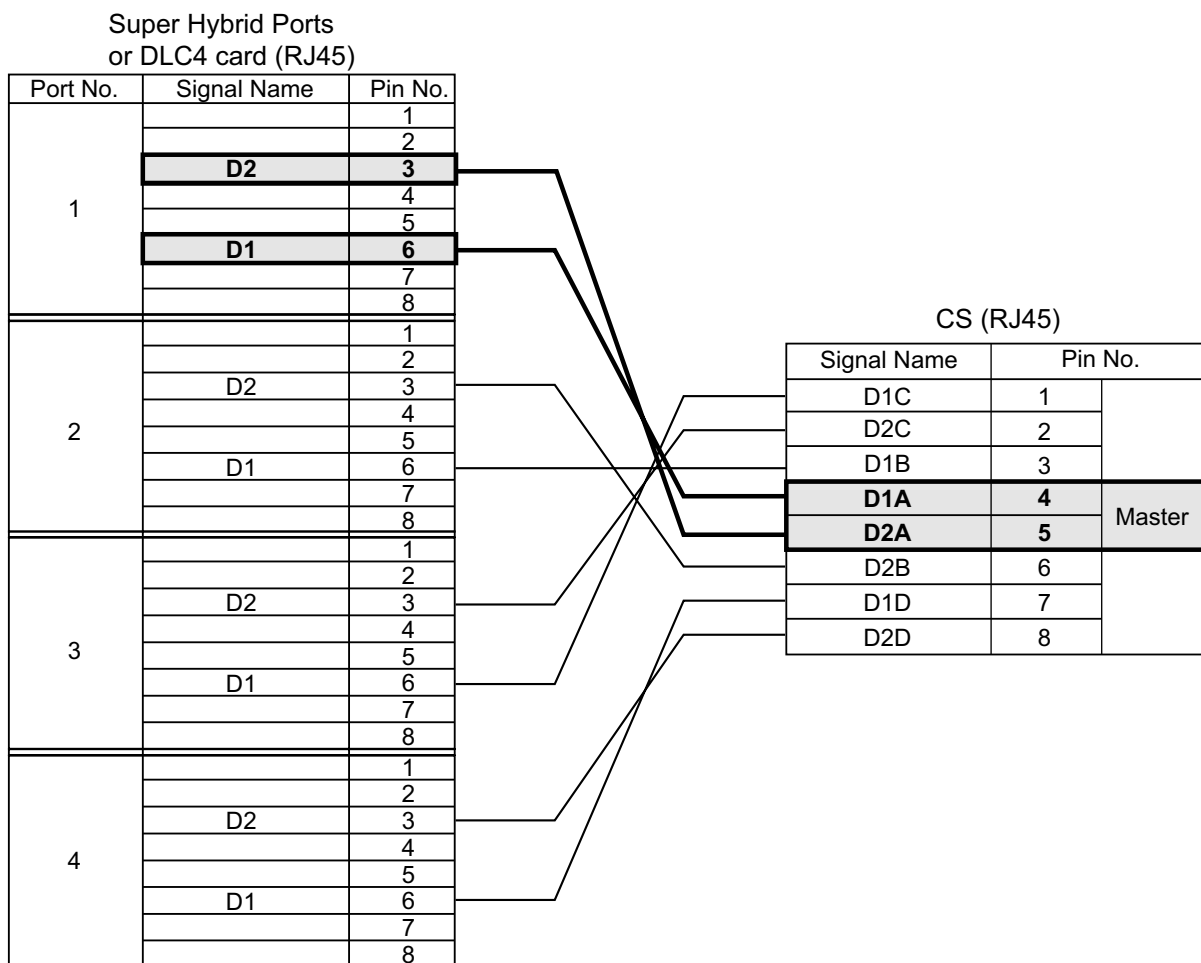 Super Hybrid Ports
or DLC4 card (RJ45)
Port No. Signal Name Pin No.
1
2
D2 3
4
1
5
D1 6
7
8
1
2
D2 3
4
2
5
D1 6
7
8
1
2
D2 3
4
3
5
D1 6
7
8
1
2
D2 3
4
4
5
D1 6
7
8
CS (RJ45)
Signal Name Pin No.
D1C 1
D2C 2
D1B 3
D1A 4
Master
D2A 5
D2B 6
D1D 7
D2D 8